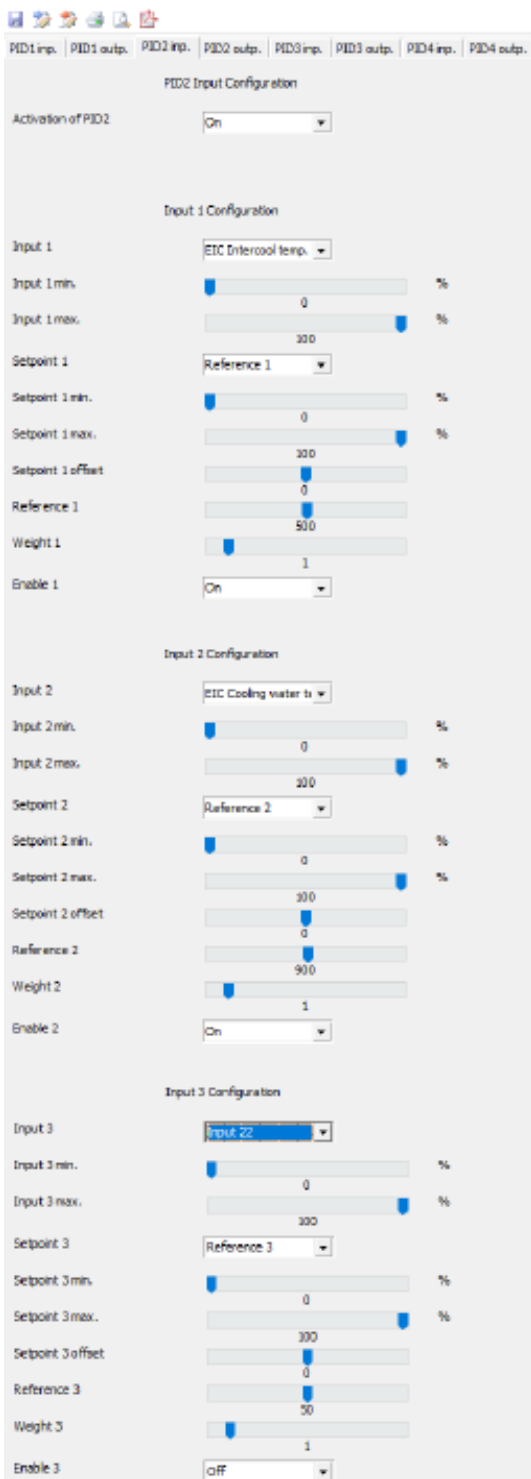 PID1 inp. PID1 outp. PID2 inp. PID2 outp. PID3 inp. PID3 outp. PID4 inp. PID4 outp.
PID2 Input Configuration
Activation of PID2 On
Input 1 Configuration
Input 1 EIC Intercool temp.
Input 1 min. %
0
Input 1 max. %
100
Setpoint 1 Reference 1
Setpoint 1 min. %
0
Setpoint 1 max. %
100
Setpoint 1 offset
0
Reference 1
500
Weight 1
1
Enable 1 On
Input 2 Configuration
Input 2 EIC Cooling water t
Input 2 min. %
0
Input 2 max. %
100
Setpoint 2 Reference 2
Setpoint 2 min. %
0
Setpoint 2 max. %
100
Setpoint 2 offset
0
Reference 2
900
Weight 2
1
Enable 2 On
Input 3 Configuration
Input 3 Input 22
Input 3 min. %
0
Input 3 max. %
100
Setpoint 3 Reference 3
Setpoint 3 min. %
0
Setpoint 3 max. %
100
Setpoint 3 offset
0
Reference 3
50
Weight 3
1
Enable 3 Off